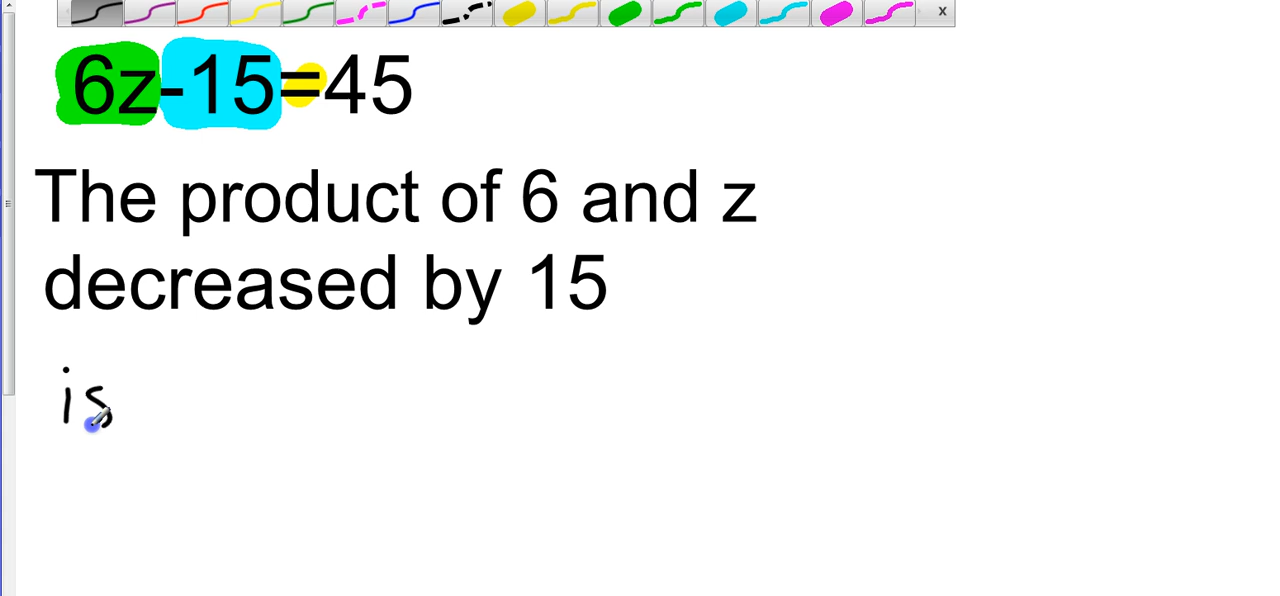 6z-15=45
The product of 6 and z
decreased by 15
is